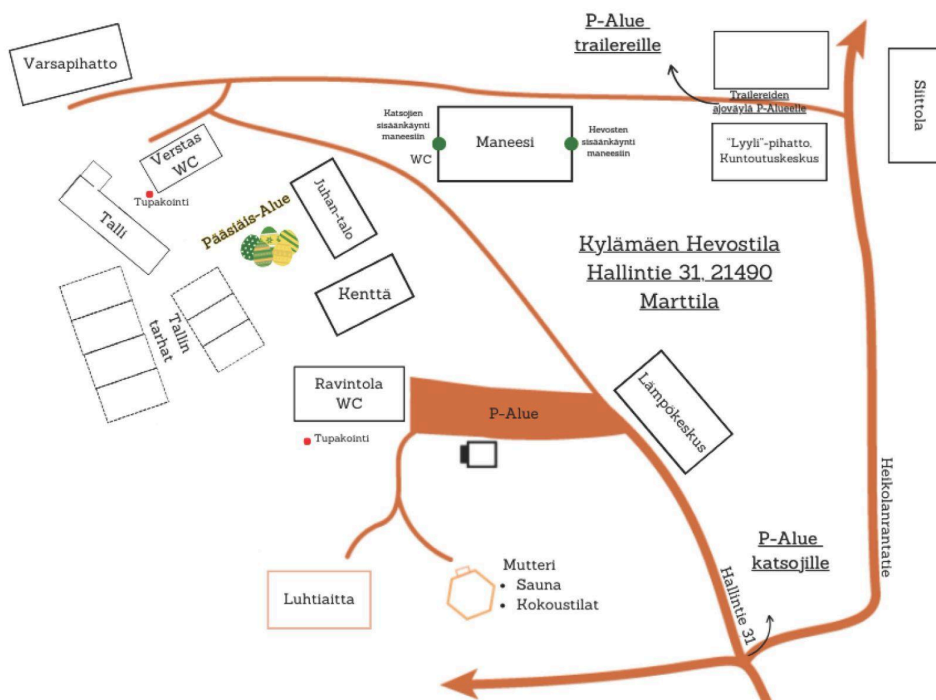 P-Alue
trailereille
Varsapihatto
Siittola
Trailereiden
ajoväylä P-Alueelle
Katsojien
sisäänkäynti
maneesiin
WC
Maneesi
Hevosten
sisäänkäynti
maneesiin
"Lyyli"-pihatto,
Kuntoutuskeskus
Verstas
WC
Tupakointi
Talli
Pääsiäis-Alue
Juhan-talo
Kylämäen Hevostila
Hallintie 31, 21490
Marttila
Kenttä
Tallin
tarhat
Ravintola
WC
P-Alue
Lämpökeskus
Tupakointi
Heikolanrantatie
P-Alue
katsojille
Hallintie 31
Mutteri
• Sauna
• Kokoustilat
Luhtiaitta